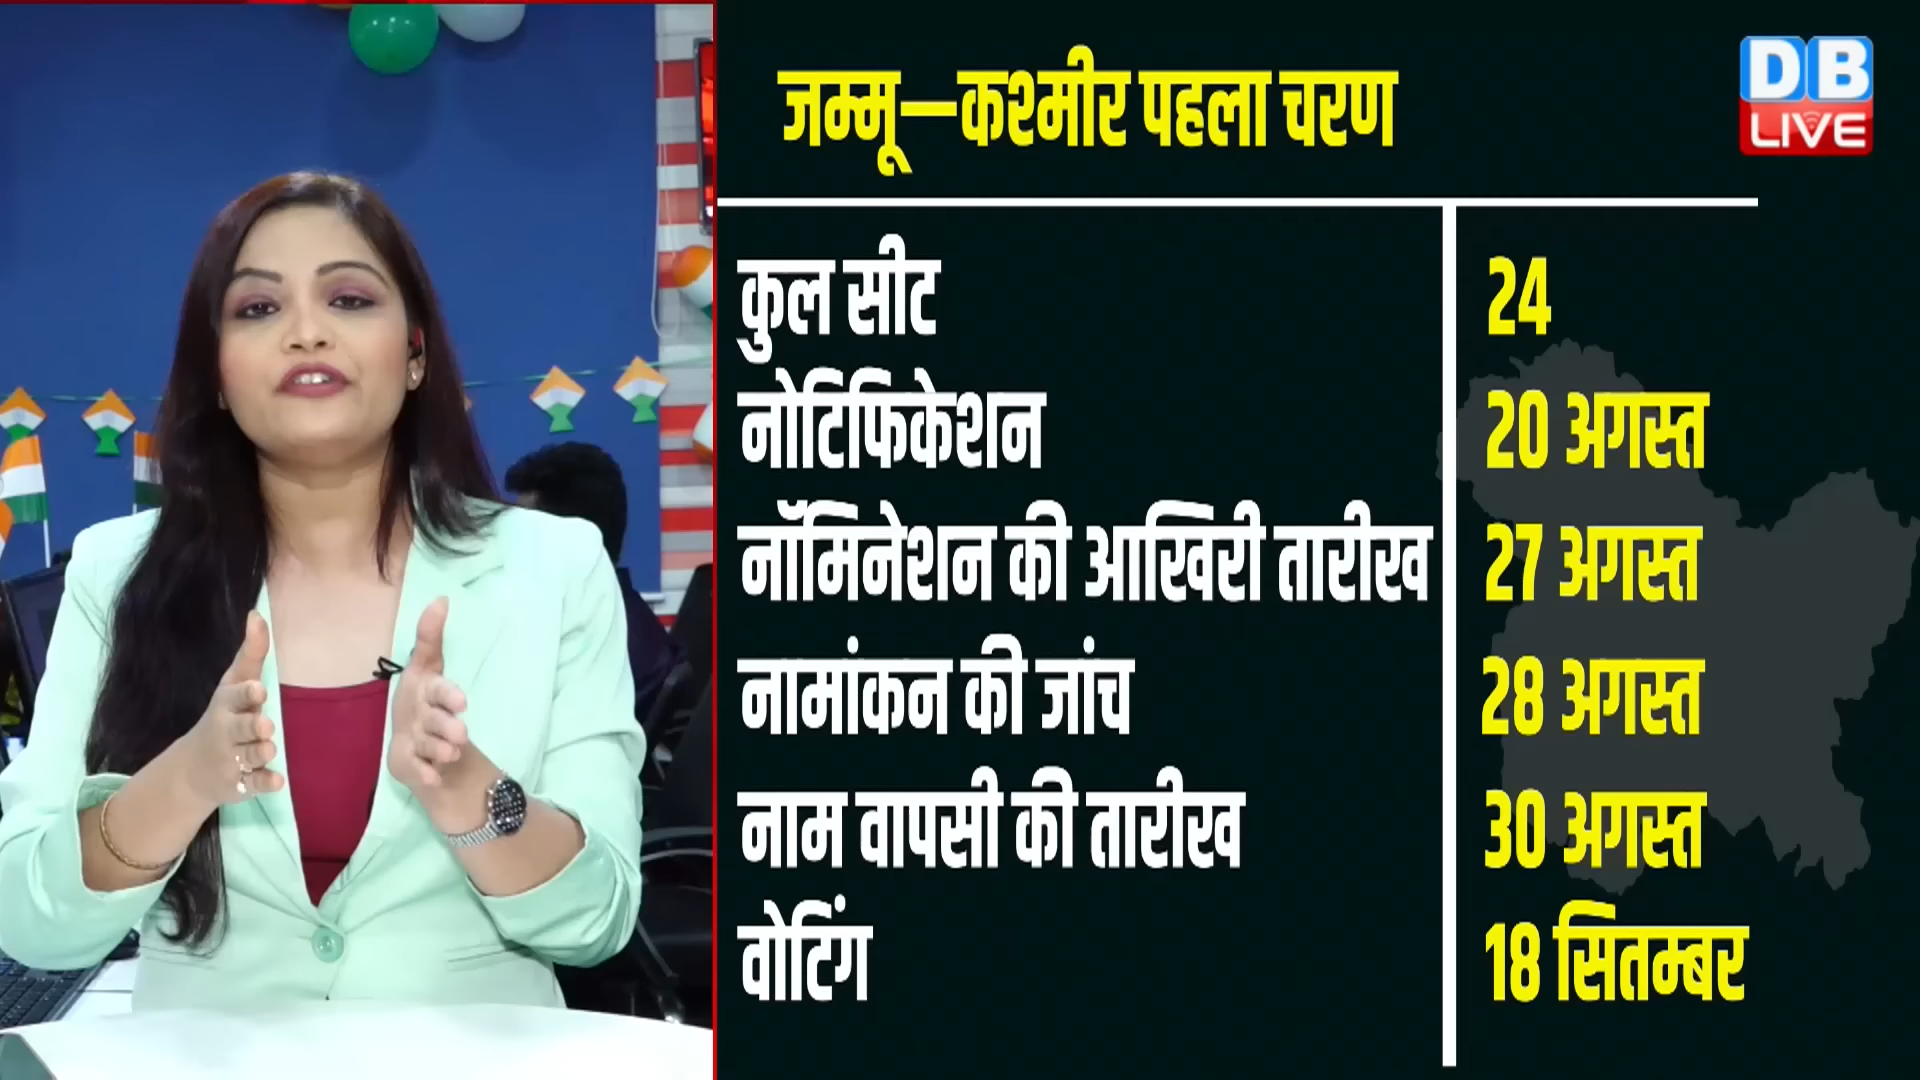 जम्मू—कश्मीर पहला चरण
DB
LIVE
कुल सीट 24
नोटिफिकेशन 20 अगस्त
नॉमिनेशन की आखिरी तारीख 27 अगस्त
नामांकन की जांच 28 अगस्त
नाम वापसी की तारीख 30 अगस्त
वोटिंग 18 सितम्बर